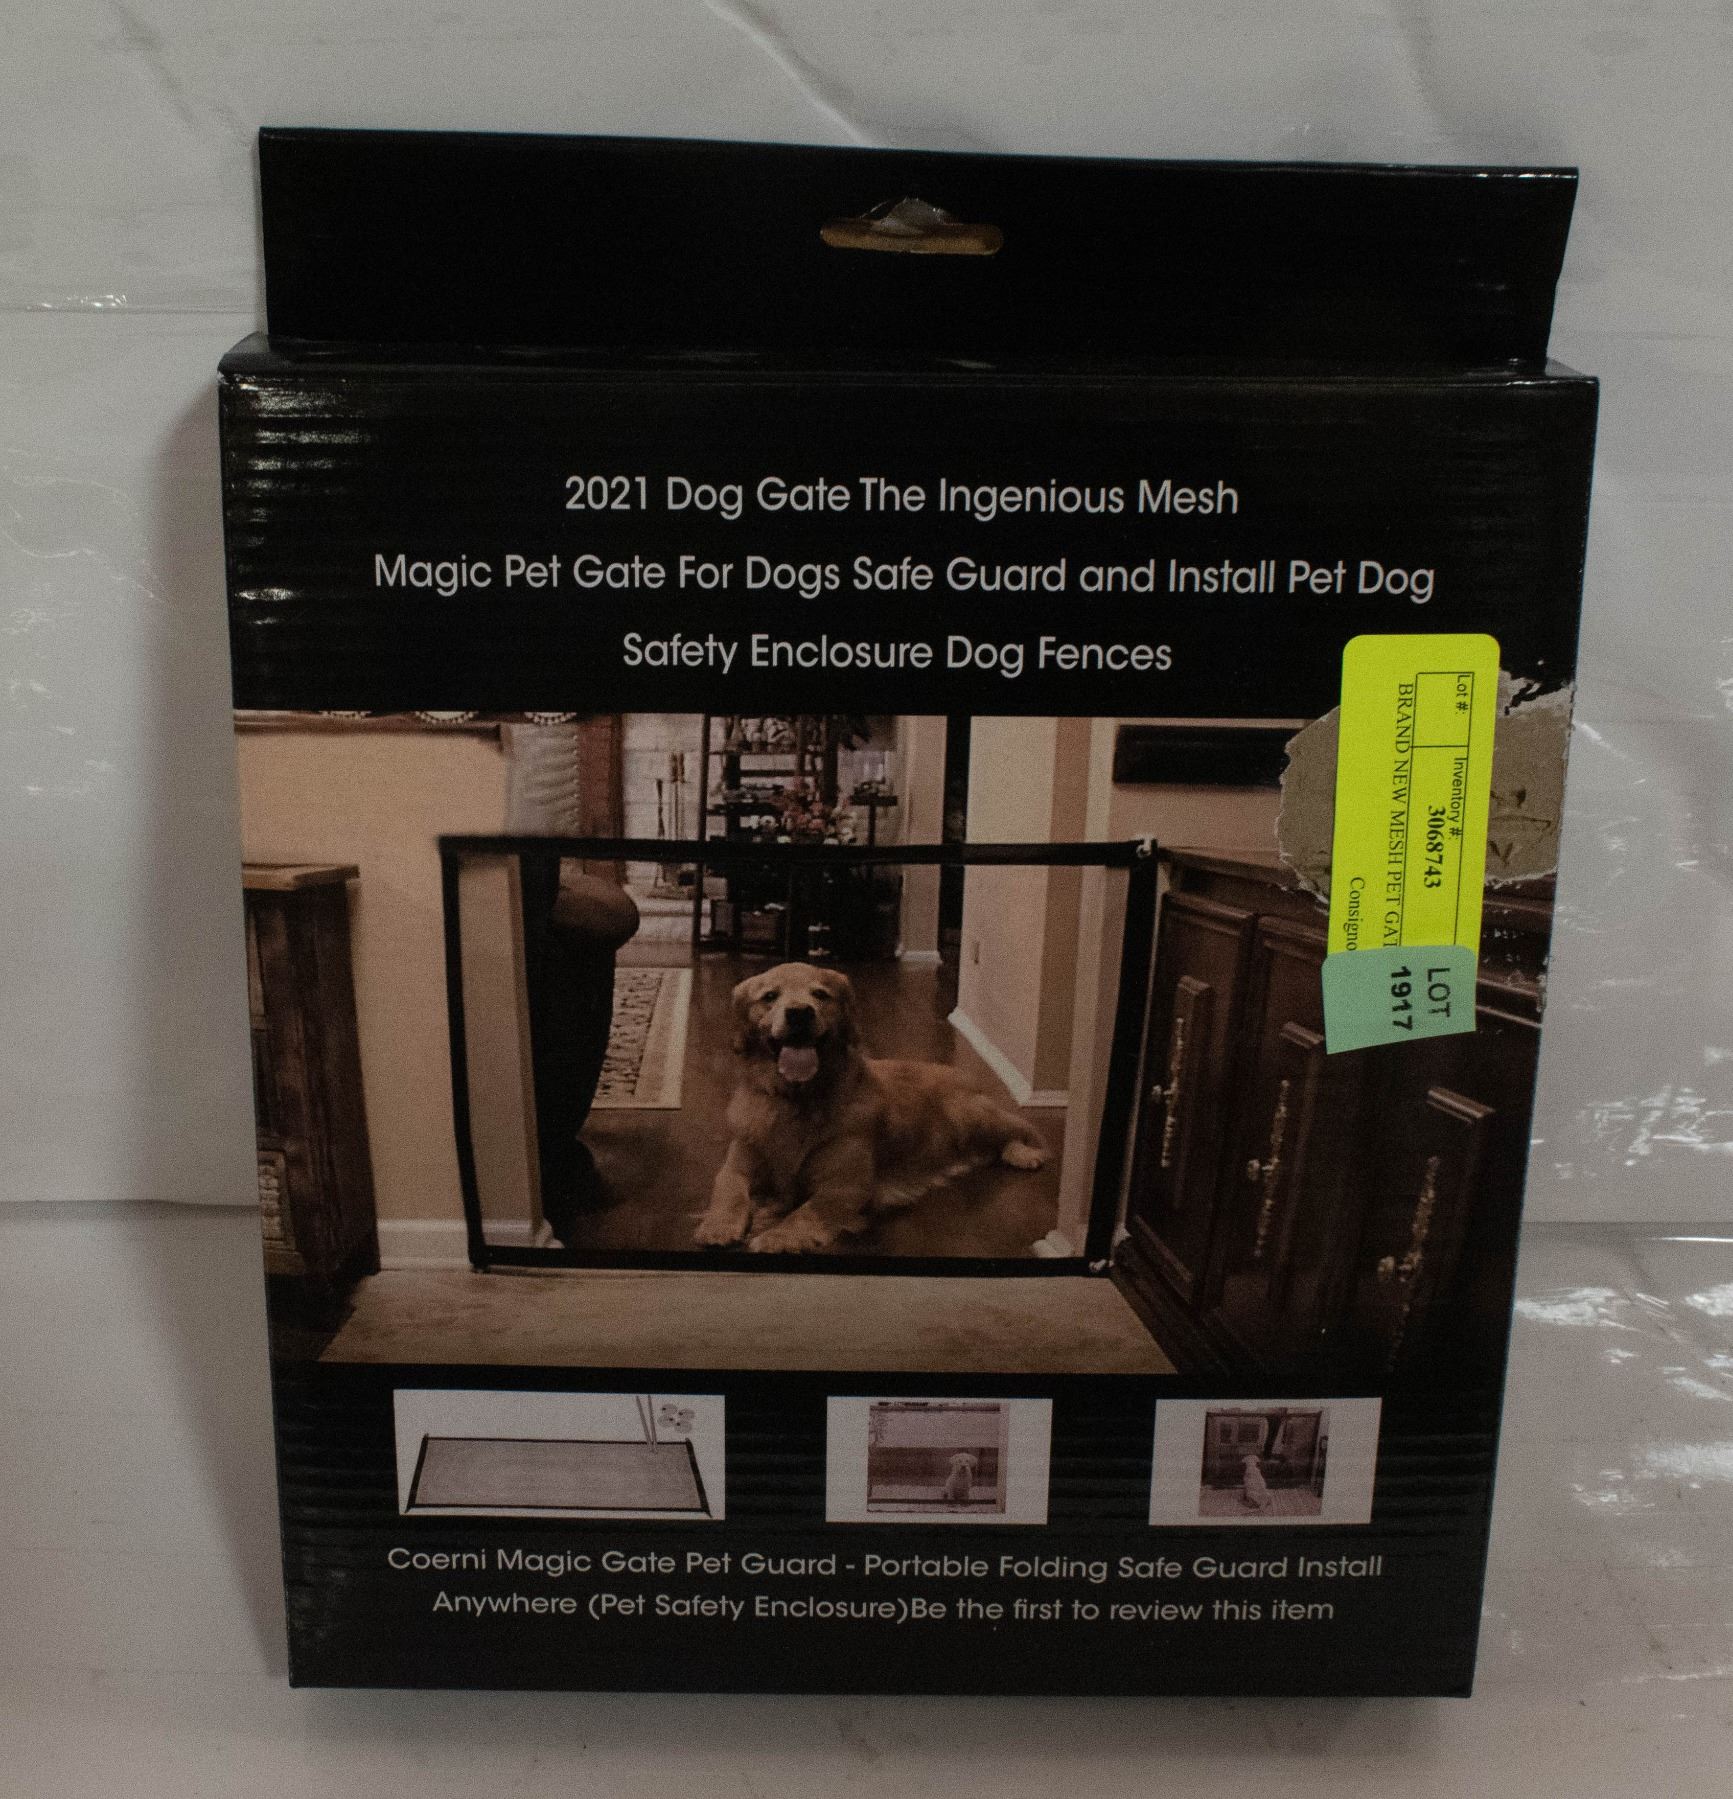 2021 Dog Gate The Ingenious Mesh
Magic Pet Gate For Dogs Safe Guard and Install Pet Dog
Safety Enclosure Dog Fences
Lot #:
Inventory #:
3068743
BRAND NEW MESH PET GAT
Consigno
LOT
1917
Coerni Magic Gate Pet Guard - Portable Folding Safe Guard Install
Anywhere (Pet Safety Enclosure)Be the first to review this item